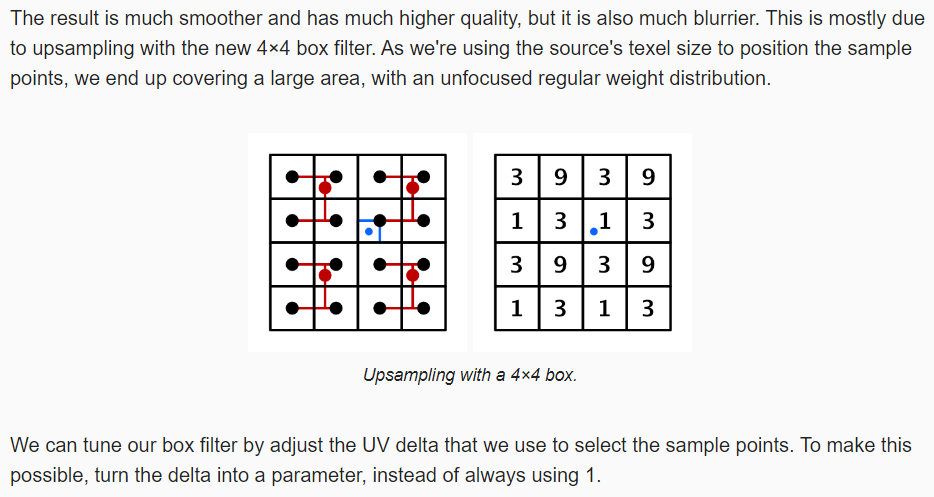 The result is much smoother and has much higher quality, but it is also much blurrier. This is mostly due
to upsampling with the new 4×4 box filter. As we're using the source's texel size to position the sample
points, we end up covering a large area, with an unfocused regular weight distribution.
3 9 3 9
1 3 1 3
3 9 3 9
1 3 1 3
Upsampling with a 4×4 box.
We can tune our box filter by adjust the UV delta that we use to select the sample points. To make this
possible, turn the delta into a parameter, instead of always using 1.